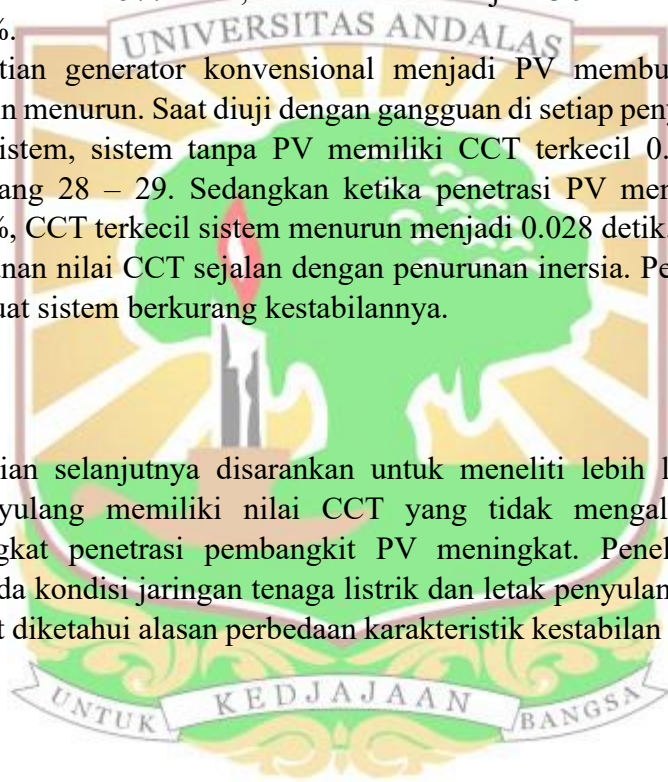 %.
UNIVERSITAS ANDALAS
tian generator konvensional menjadi PV membu
n menurun. Saat diuji dengan gangguan di setiap peny
istem, sistem tanpa PV memiliki CCT terkecil 0.
ang 28 – 29. Sedangkan ketika penetrasi PV men
%, CCT terkecil sistem menurun menjadi 0.028 detik.
nan nilai CCT sejalan dengan penurunan inersia. Pe
uat sistem berkurang kestabilannya.
ian selanjutnya disarankan untuk meneliti lebih l
yulang memiliki nilai CCT yang tidak mengal
gkat penetrasi pembangkit PV meningkat. Penel
da kondisi jaringan tenaga listrik dan letak penyulan
t diketahui alasan perbedaan karakteristik kestabilan
UNTUK KEDJAJAAN BANGSA